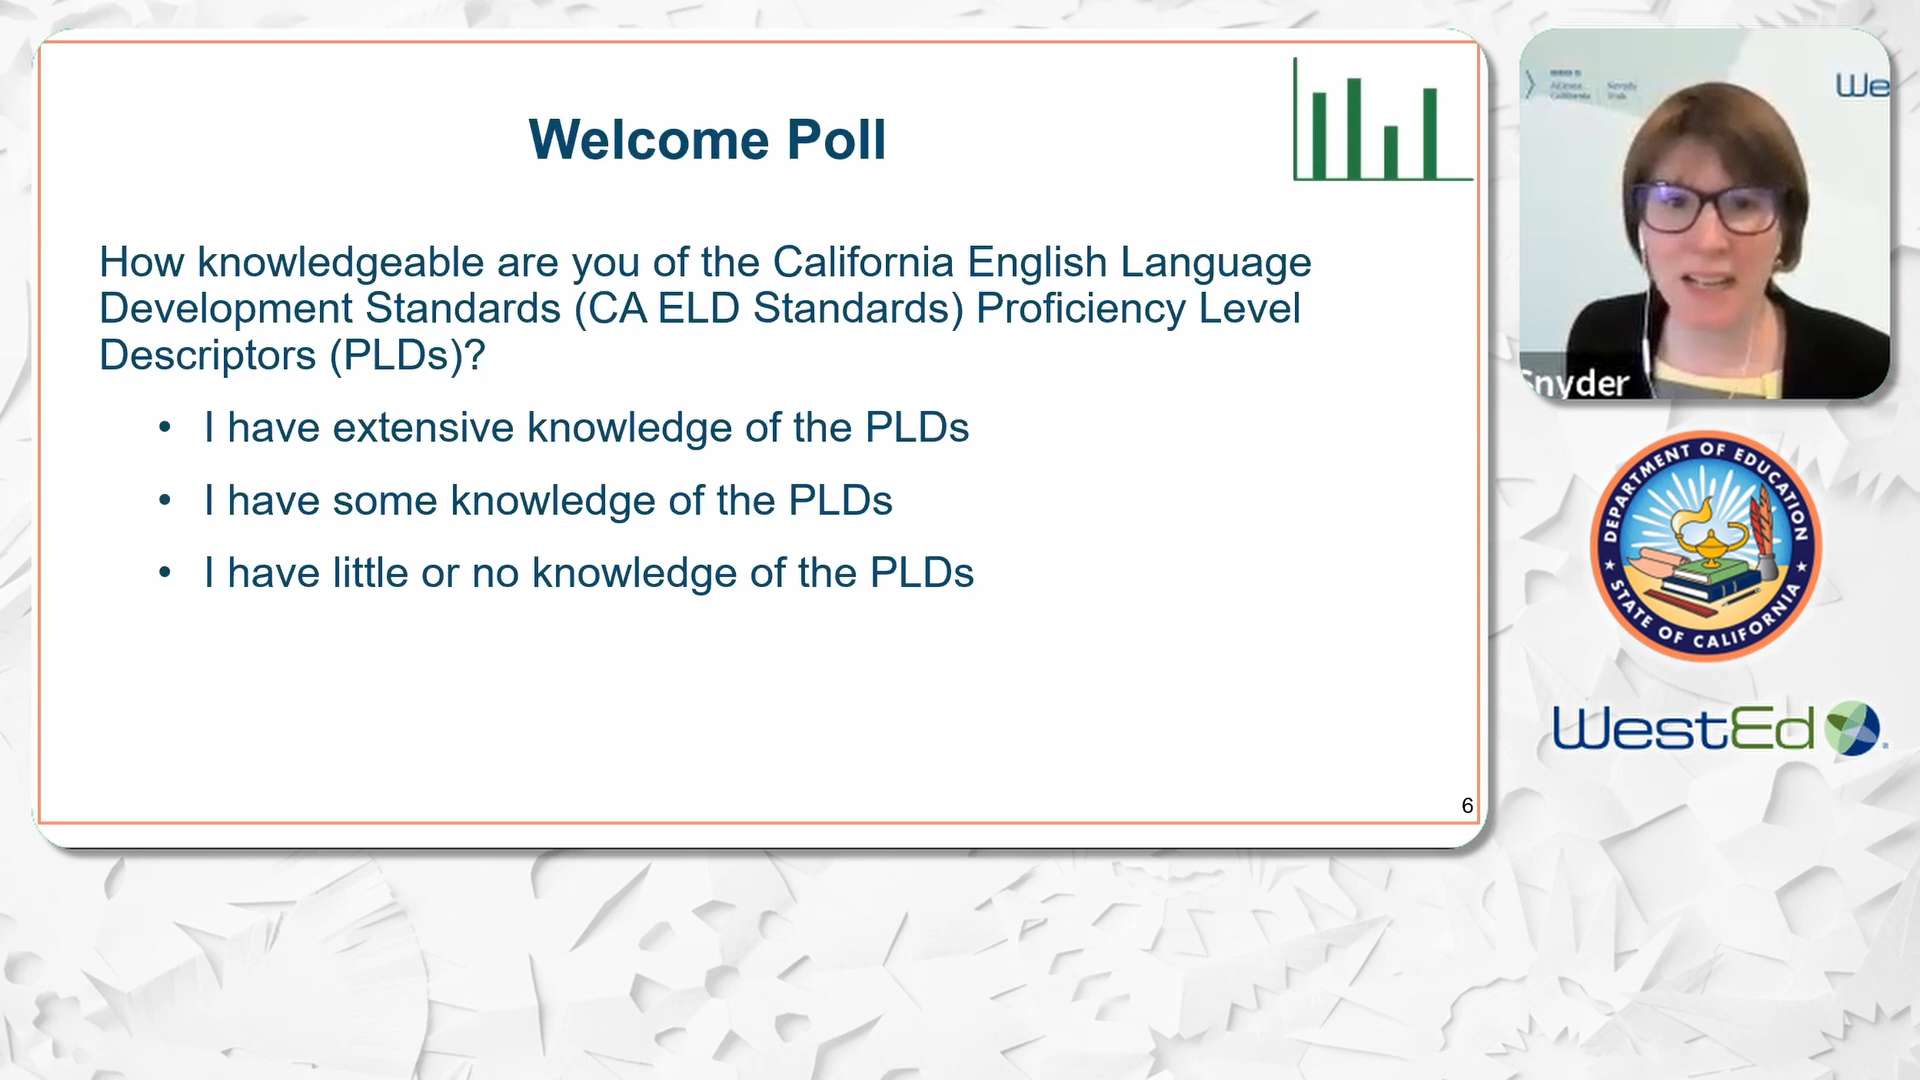 Welcome Poll
How knowledgeable are you of the California English Language
Development Standards (CA ELD Standards) Proficiency Level
Descriptors (PLDs)?
• I have extensive knowledge of the PLDs
• I have some knowledge of the PLDs
• I have little or no knowledge of the PLDs
6
We
Snyder
DEPARTMENT OF EDUCATION
STATE OF CALIFORNIA
WestEd